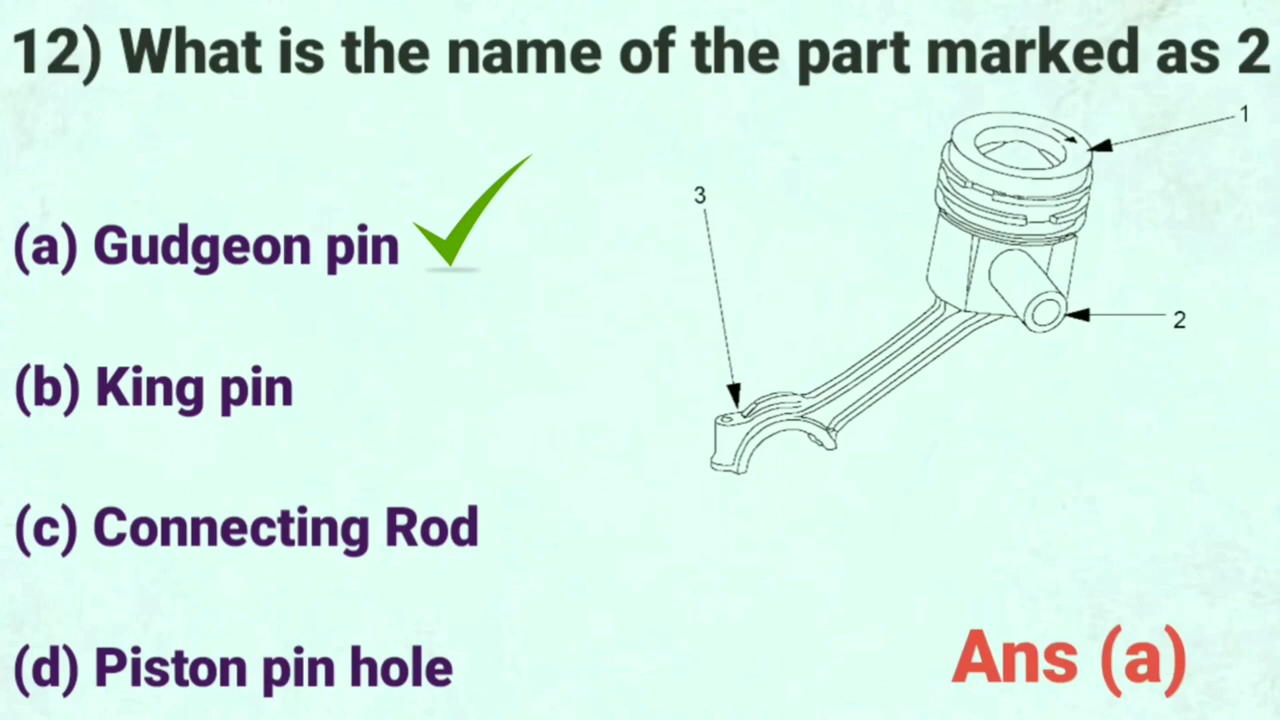 12) What is the name of the part marked as 2
1
3
(a) Gudgeon pin
2
(b) King pin
(c) Connecting Rod
(d) Piston pin hole
Ans (a)